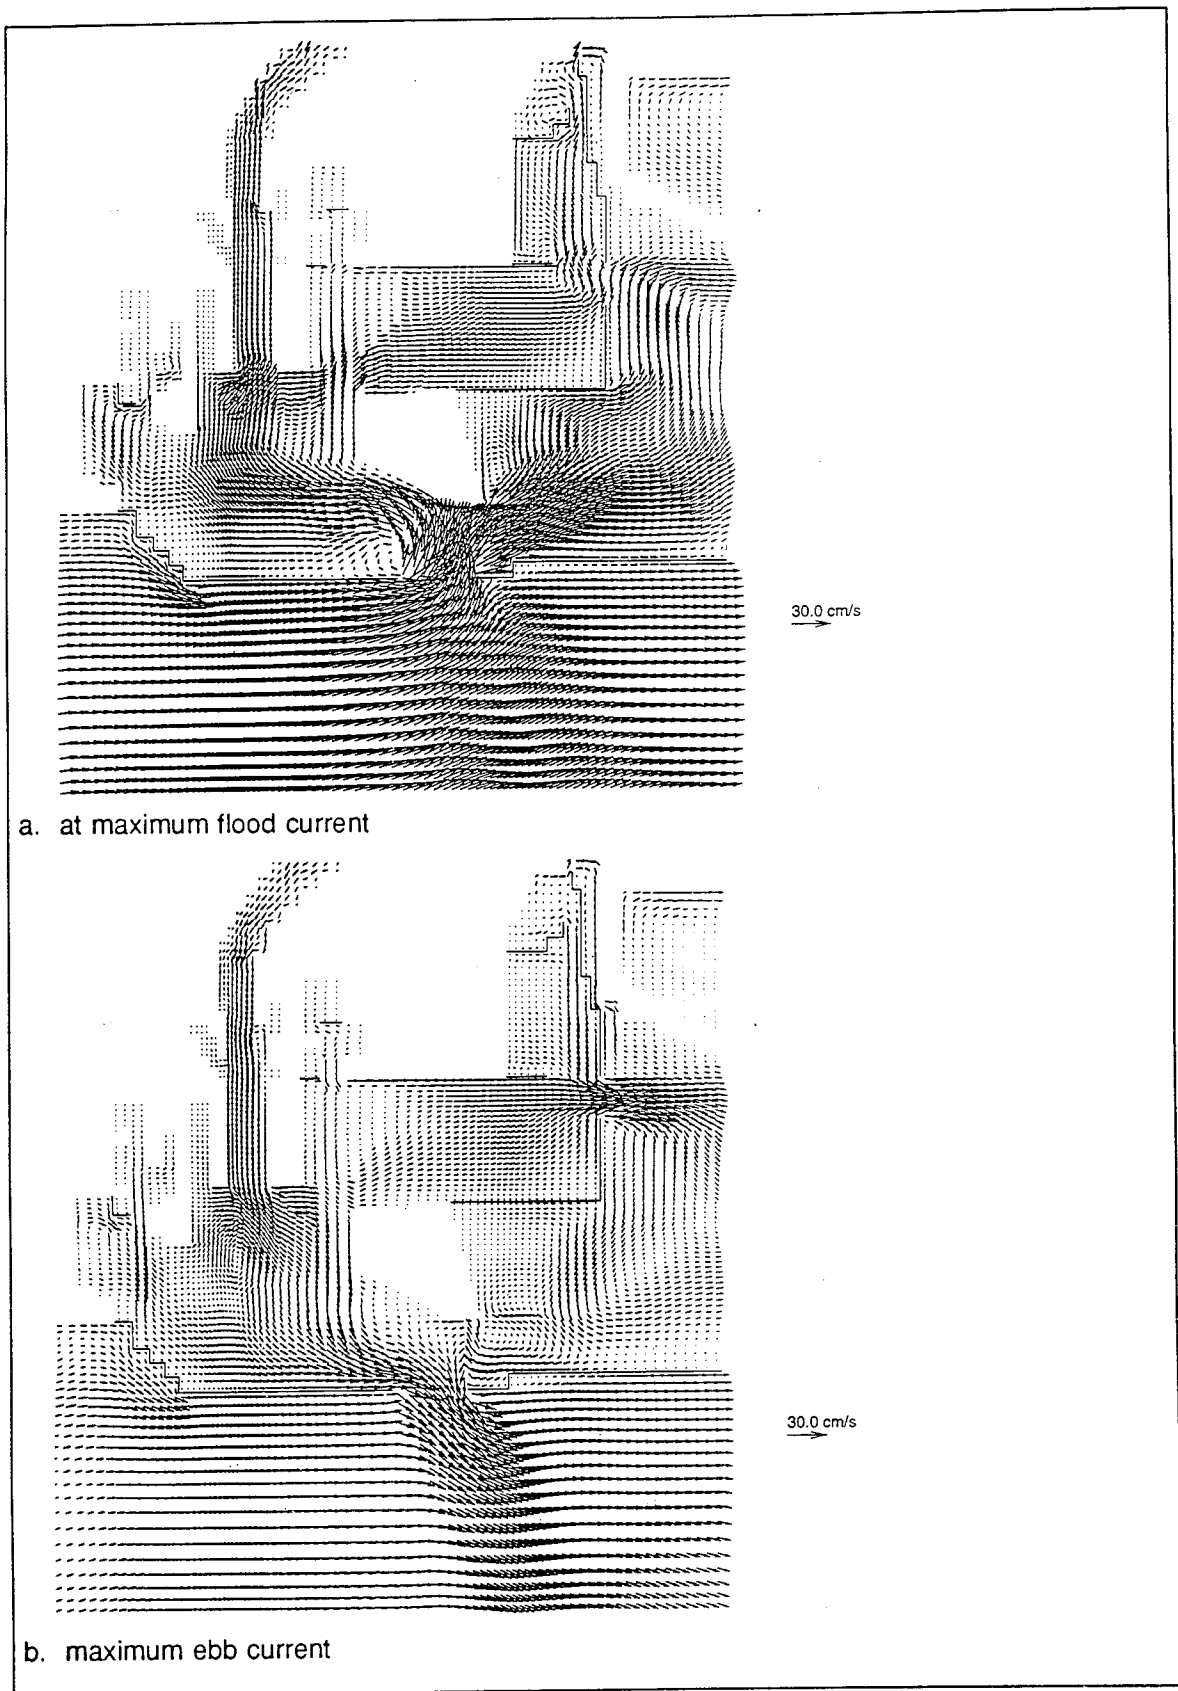 30.0 cm/s
a. at maximum flood current
30.0 cm/s
b. maximum ebb current